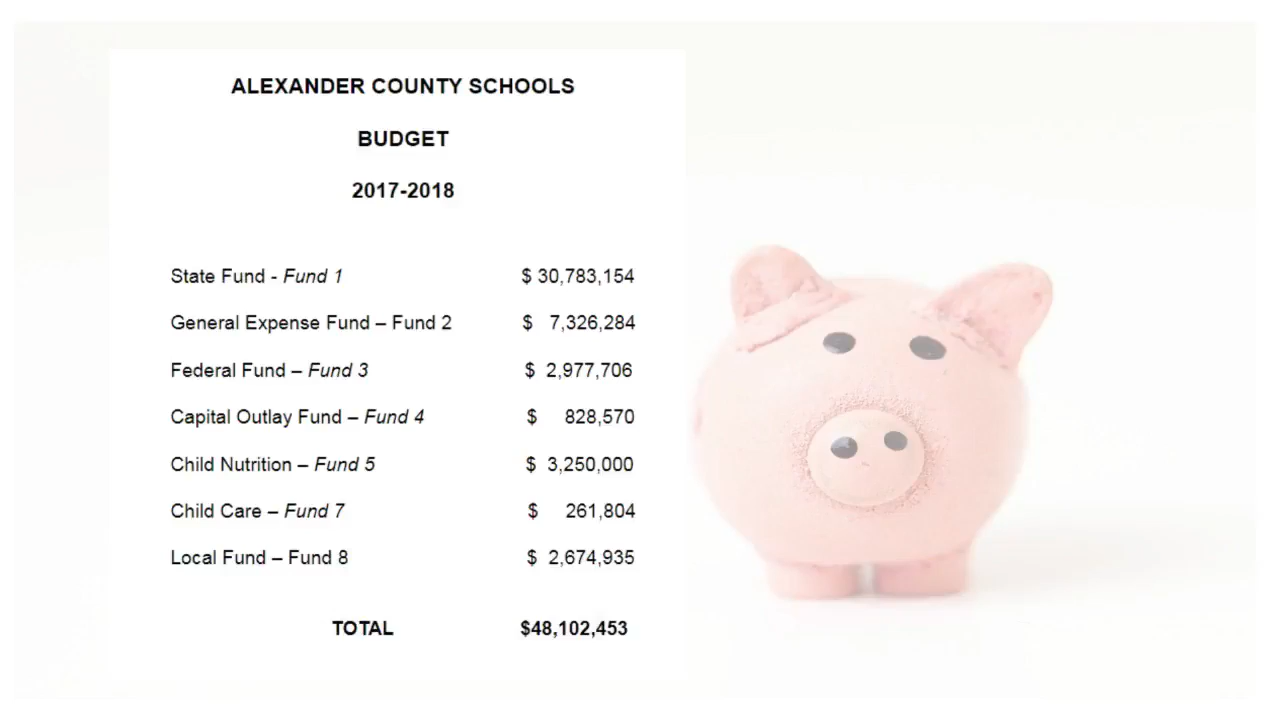 ALEXANDER COUNTY SCHOOLS
BUDGET
2017-2018
State Fund - Fund 1 $ 30,783,154
General Expense Fund – Fund 2 $ 7,326,284
Federal Fund – Fund 3 $ 2,977,706
Capital Outlay Fund – Fund 4 $ 828,570
Child Nutrition – Fund 5 $ 3,250,000
Child Care – Fund 7 $ 261,804
Local Fund – Fund 8 $ 2,674,935
TOTAL $48,102,453